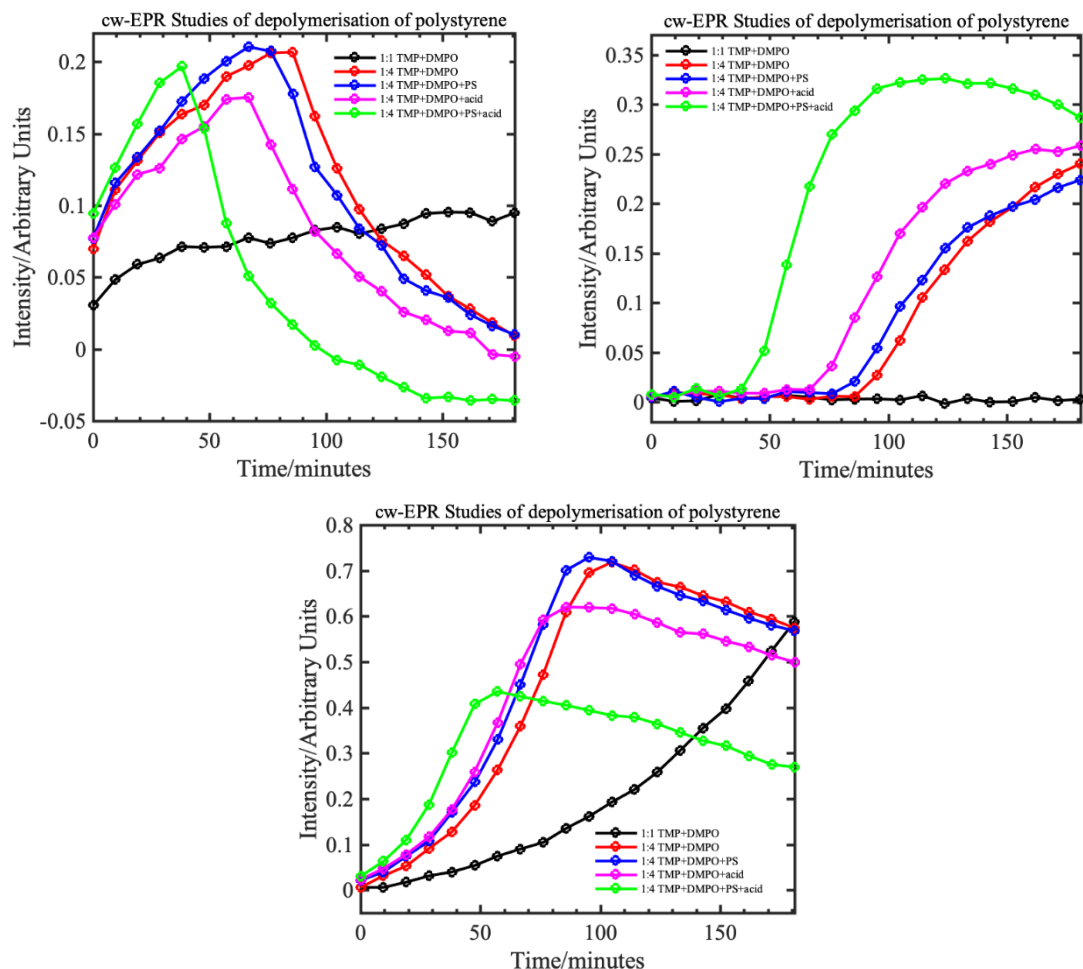 cw-EPR Studies of depolymerisation of polystyrene
Intensity/Arbitrary Units
0.2
0.15
0.1
0.05
0
-0.05
1:1 TMP+DMPO
1:4 TMP+DMPO
1:4 TMP+DMPO+PS
1:4 TMP+DMPO+acid
1:4 TMP+DMPO+PS+acid
0 50 100 150
Time/minutes
cw-EPR Studies of depolymerisation of polystyrene
Intensity/Arbitrary Units
0.35
0.3
0.25
0.2
0.15
0.1
0.05
0
1:1 TMP+DMPO
1:4 TMP+DMPO
1:4 TMP+DMPO+PS
1:4 TMP+DMPO+acid
1:4 TMP+DMPO+PS+acid
0 50 100 150
Time/minutes
cw-EPR Studies of depolymerisation of polystyrene
Intensity/Arbitrary Units
0.8
0.7
0.6
0.5
0.4
0.3
0.2
0.1
0
1:1 TMP+DMPO
1:4 TMP+DMPO
1:4 TMP+DMPO+PS
1:4 TMP+DMPO+acid
1:4 TMP+DMPO+PS+acid
0 50 100 150
Time/minutes